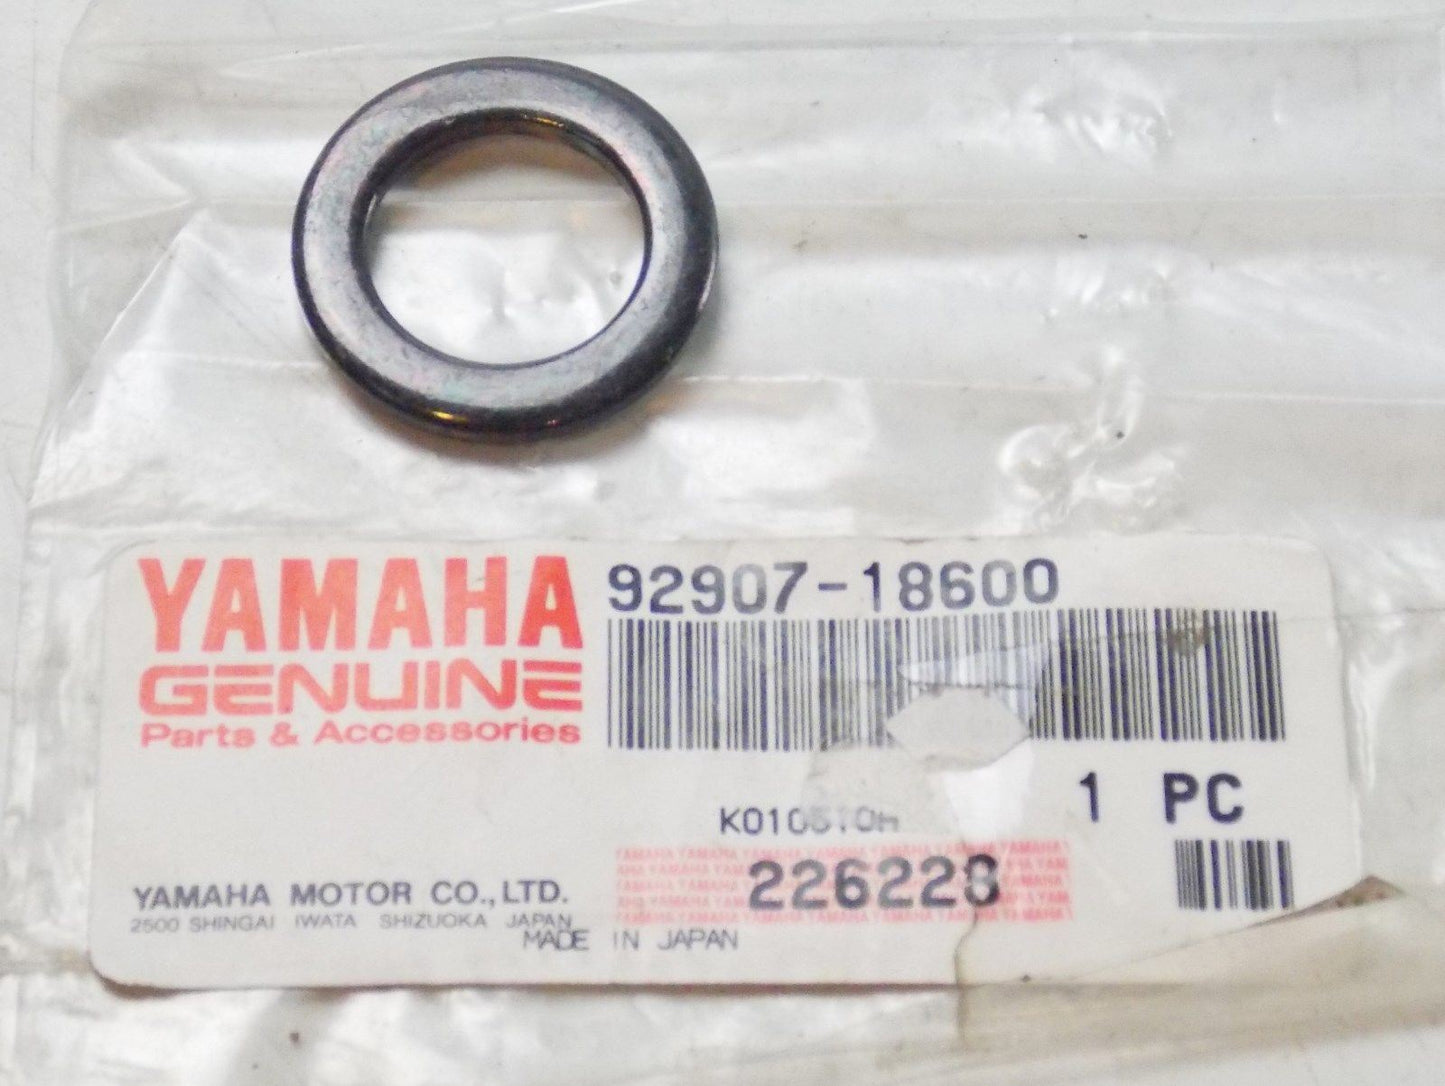 YAMAHA
GENUINE
Parts & Accessories
92907-18600
1 PC
226228
YAMAHA MOTOR CO., LTD.
2500 SHINGAI IWATA SHIZUOKA JAPAN
MADE IN JAPAN